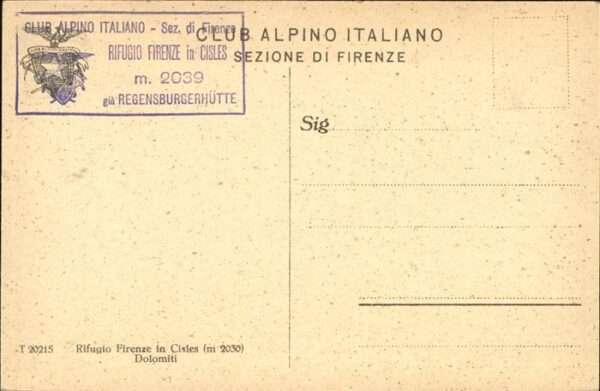 CLUB ALPINO ITALIANO - Sez. di Firenze
RIFUGIO FIRENZE in CISLES
m. 2039
già REGENSBURGERHÜTTE
CLUB ALPINO ITALIANO
SEZIONE DI FIRENZE
Sig
T 20215
Rifugio Firenze in Cisles (m 2030)
Dolomiti